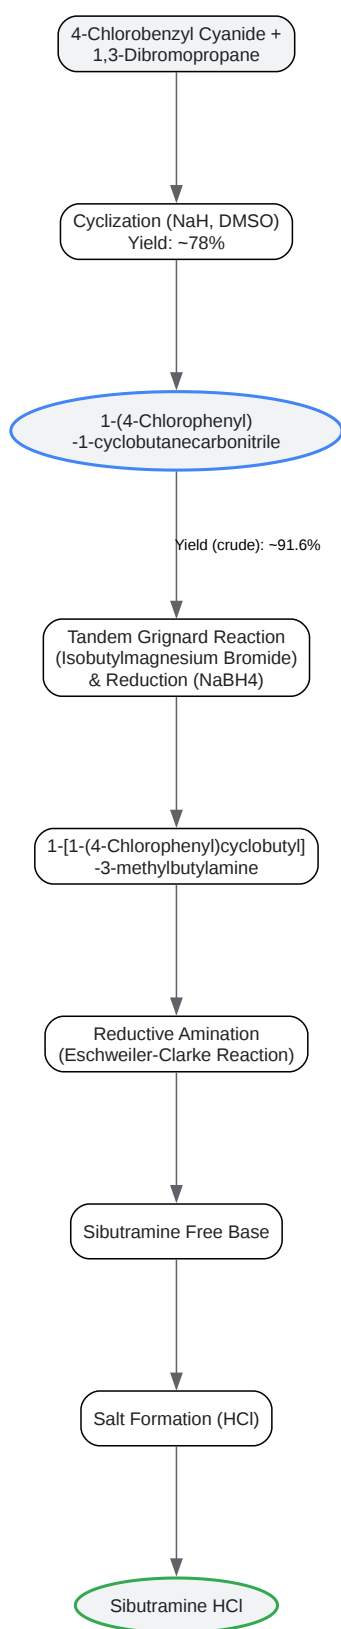 4-Chlorobenzyl Cyanide +
1,3-Dibromopropane
Cyclization (NaH, DMSO)
Yield: ~78%
1-(4-Chlorophenyl)
-1-cyclobutanecarbonitrile
Yield (crude): ~91.6%
Tandem Grignard Reaction
(Isobutylmagnesium Bromide)
& Reduction (NaBH4)
1-[1-(4-Chlorophenyl)cyclobutyl]
-3-methylbutylamine
Reductive Amination
(Eschweiler-Clarke Reaction)
Sibutramine Free Base
Salt Formation (HCl)
Sibutramine HCl